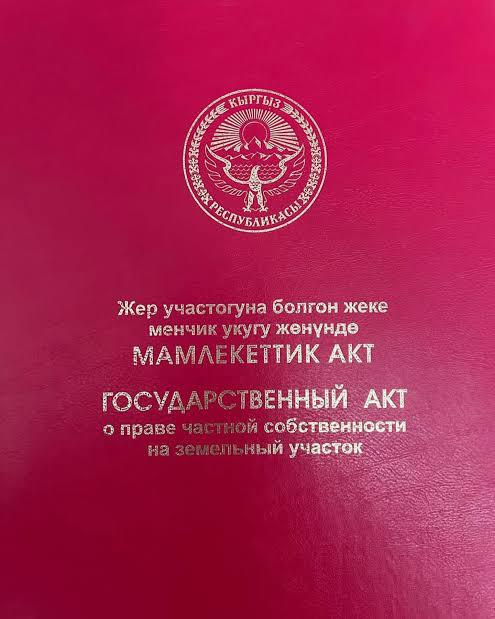 КЫРГЫЗ
РЕСПУБЛИКАСЫ
Жер участогуна болгон жеке
менчик укугу жөнүндө
МАМЛЕКЕТТИК АКТ
ГОСУДАРСТВЕННЫЙ АКТ
о праве частной собственности
на земельный участок